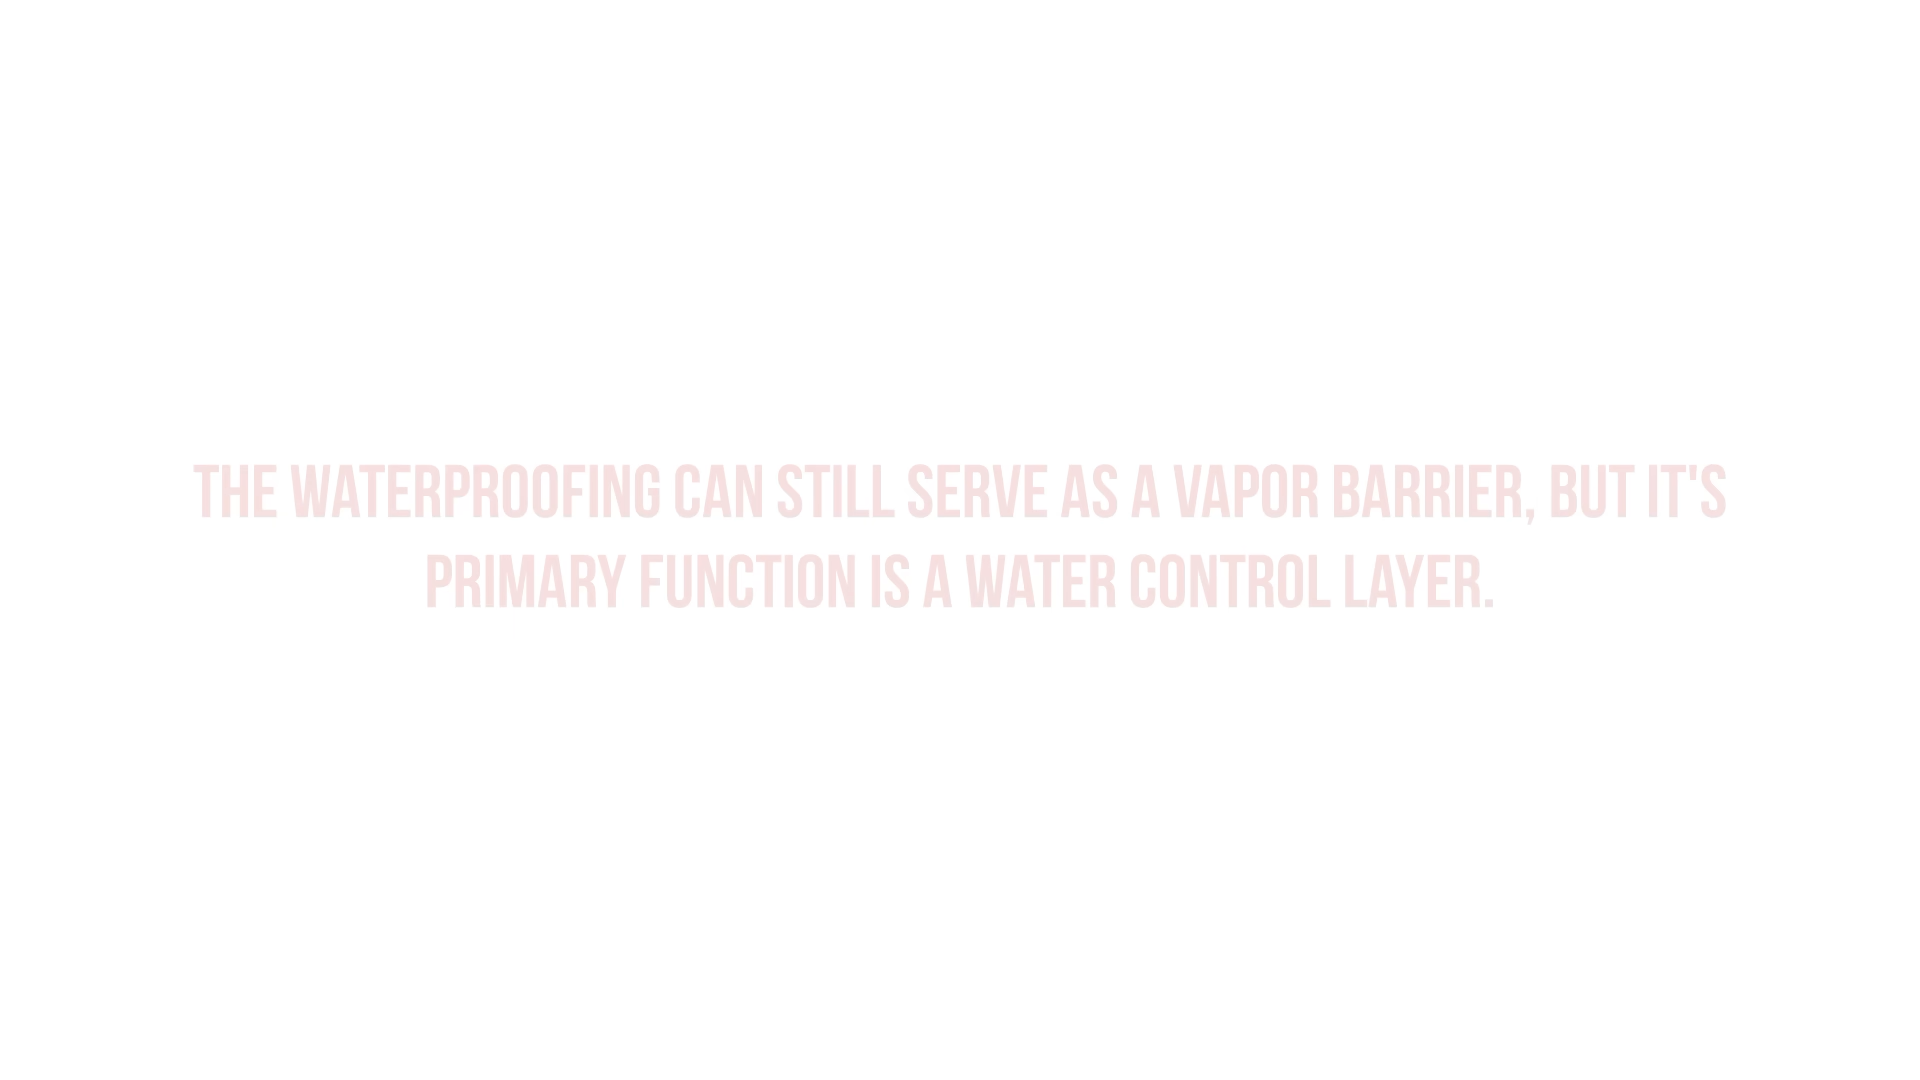 THE WATERPROOFING CAN STILL SERVE AS A VAPOR BARRIER, BUT IT'S
PRIMARY FUNCTION IS A WATER CONTROL LAYER.